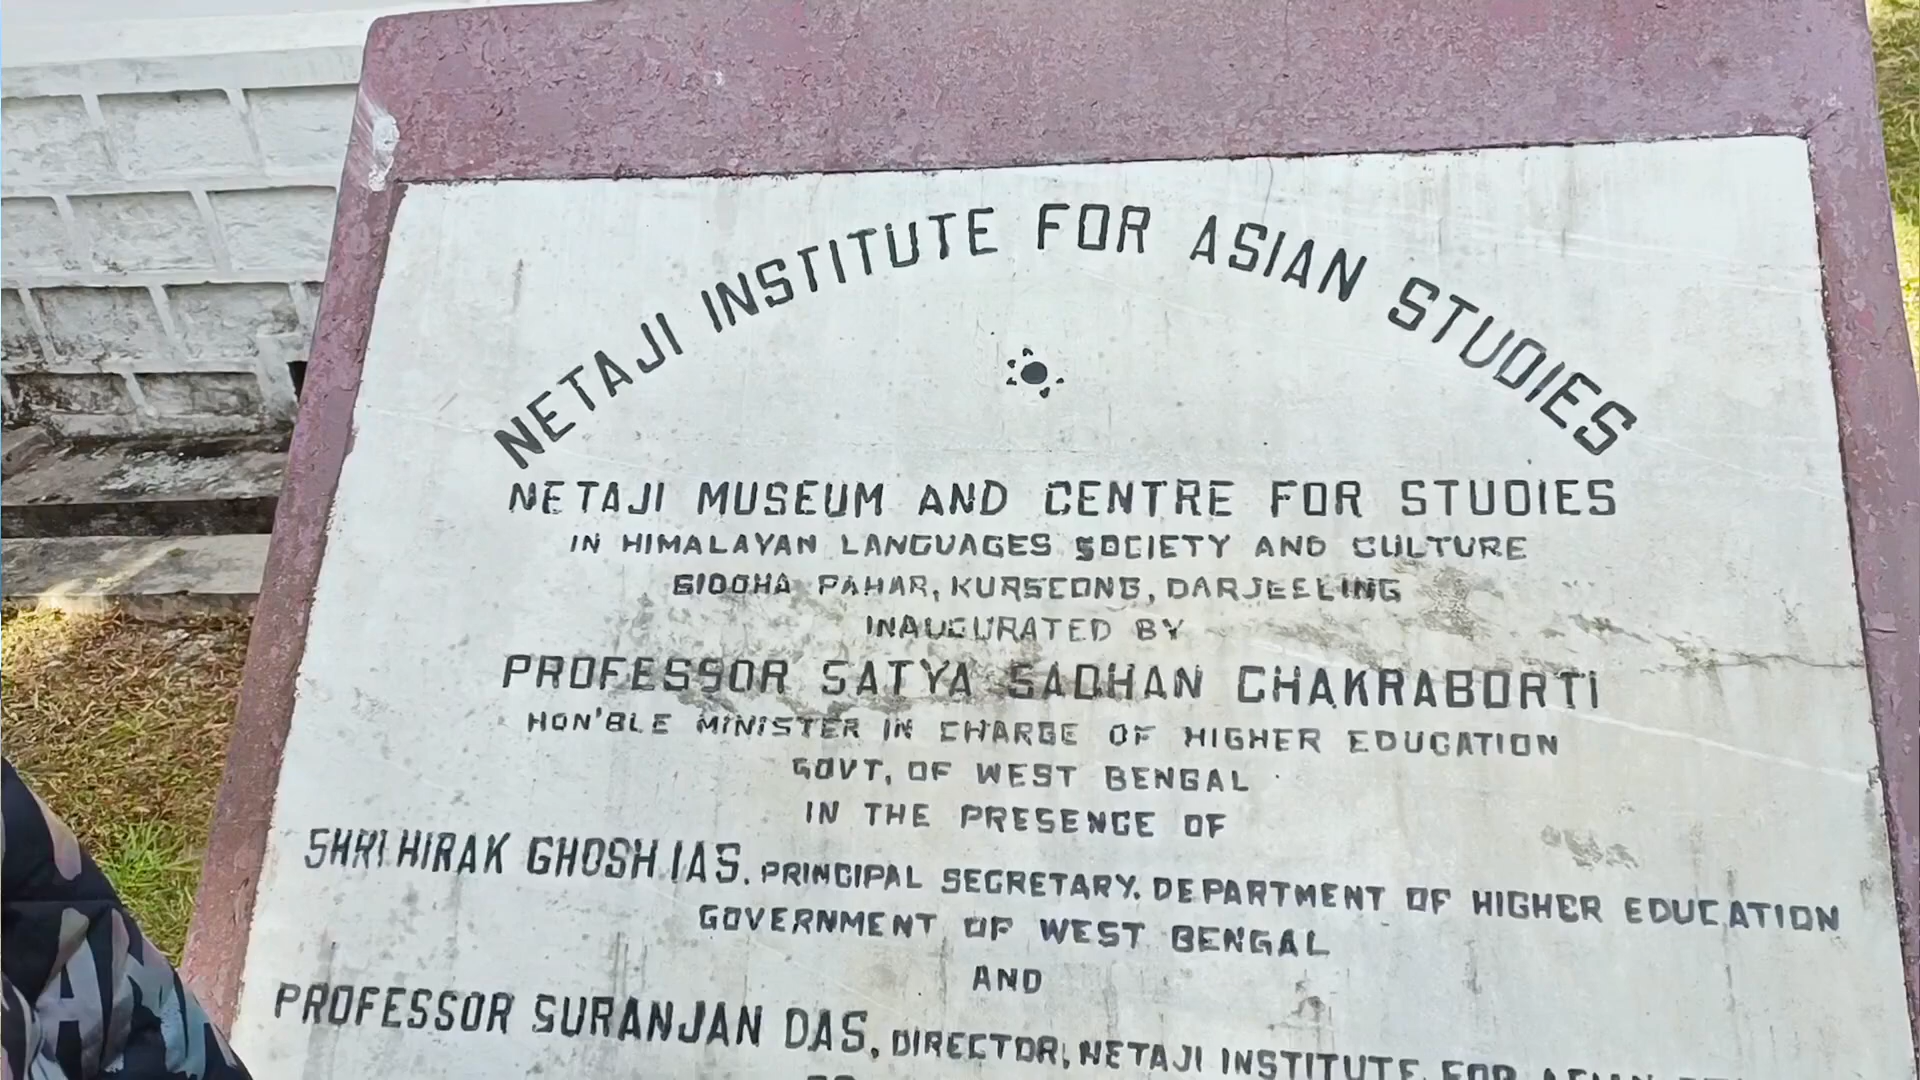 NETAJI INSTITUTE FOR ASIAN STUDIES
NETAJI MUSEUM AND CENTRE FOR STUDIES
IN HIMALAYAN LANGUAGES SOCIETY AND CULTURE
GIDDHA PAHAR, KURSEONG, DARJEELING
INAUGURATED BY
PROFESSOR SATYA SADHAN CHAKRABORTI
HON'BLE MINISTER IN CHARGE OF HIGHER EDUCATION
GOVT. OF WEST BENGAL
IN THE PRESENCE OF
SHRI HIRAK GHOSH IAS. PRINCIPAL SECRETARY. DEPARTMENT OF HIGHER EDUCATION
GOVERNMENT OF WEST BENGAL
AND
PROFESSOR SURANJAN DAS, DIRECTOR, NETAJI INSTITUTE FOR ASIAN